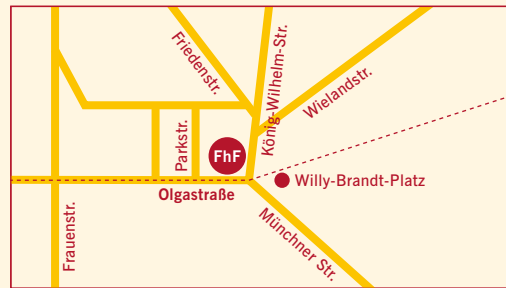 Friedenstr.
König-Wilhelm-Str.
Wielandstr.
Parkstr.
FhF
Willy-Brandt-Platz
Olgastraße
Frauenstr.
Münchner Str.